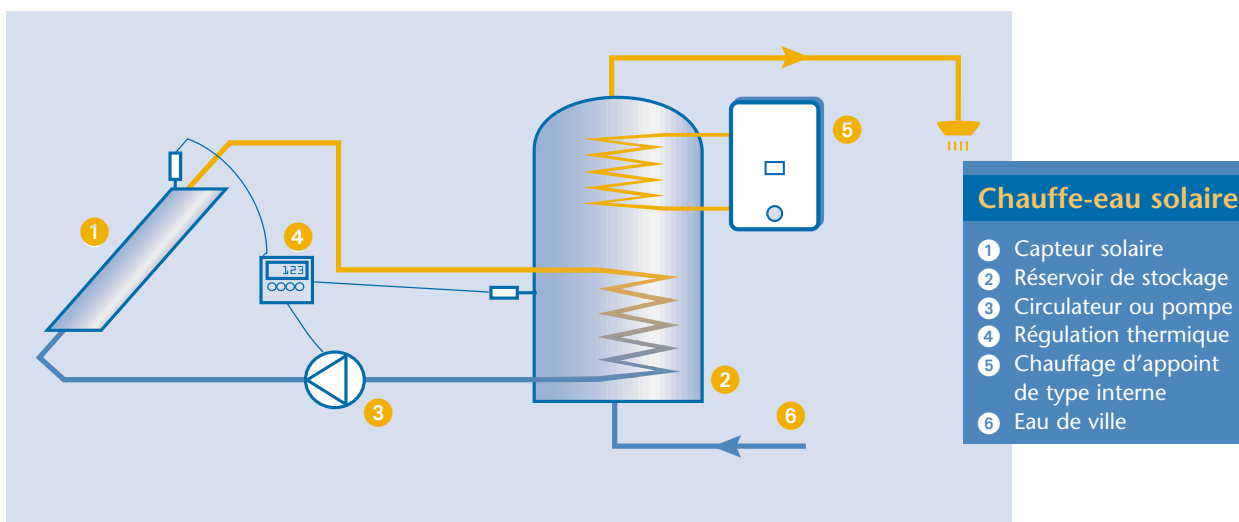 5
1
4
123
3
2
6
Chauffe-eau solaire
1 Capteur solaire
2 Réservoir de stockage
3 Circulateur ou pompe
4 Régulation thermique
5 Chauffage d’appoint
de type interne
6 Eau de ville